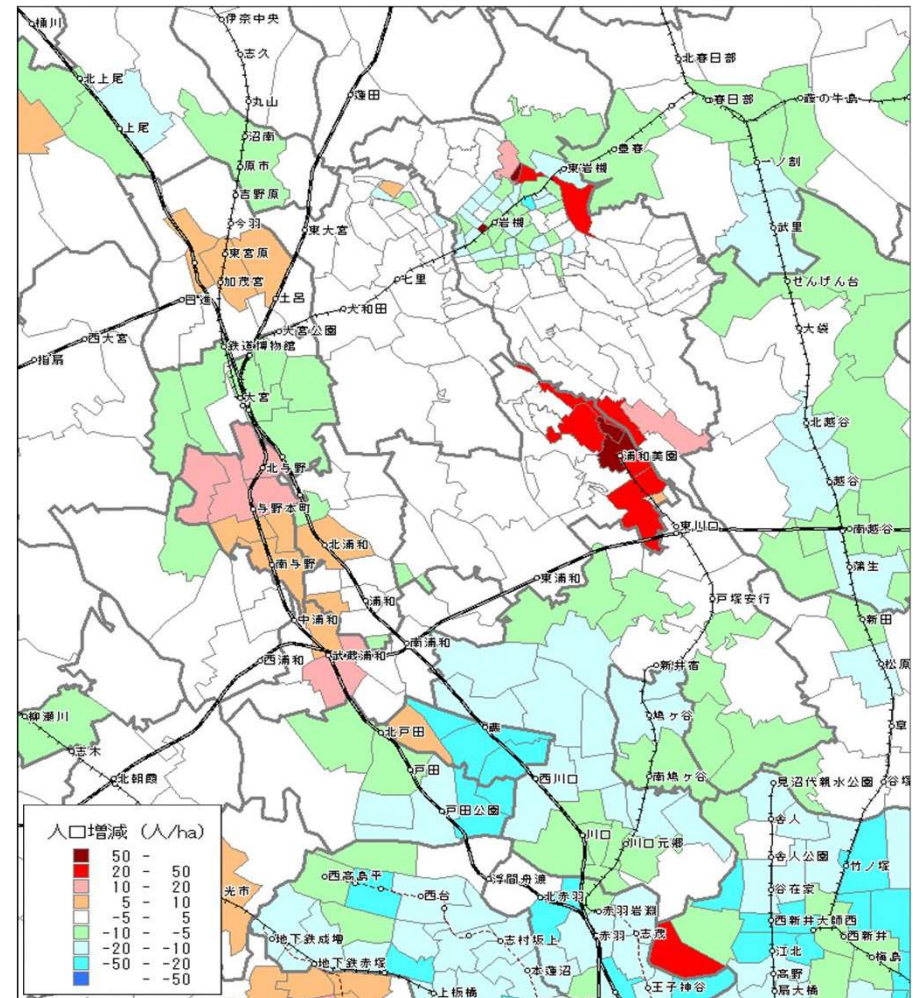 桶川
伊奈中央
志久
北上尾
丸山
蓮田
北春日部
春日部
藤の牛島
上尾
沼南
原市
豊春
一ノ割
東岩槻
吉野原
今羽
岩槻
武里
東大宮
東宮原
加茂宮
七里
せんげん台
日進
土呂
大和田
大宮公園
大袋
西大宮
鉄道博物館
指扇
大宮
北越谷
浦和美園
北与野
越谷
与野本町
東川口
南越谷
北浦和
南与野
東浦和
蒲生
戸塚安行
浦和
中浦和
新田
南浦和
武蔵浦和
西浦和
新井宿
松原
柳瀬川
鳩ヶ谷
草
志木
北戸田
蕨
北朝霞
戸田
西川口
南鳩ヶ谷
見沼代親水公園
谷塚
戸田公園
舎人
川口
川口元郷
舎人公園
竹ノ塚
西高島平
浮間舟渡
光市
西台
北赤羽
谷在家
赤羽岩淵
西新井大師西
地下鉄成増
志村坂上
赤羽
志茂
江北
西新井
梅島
地下鉄赤塚
本蓮沼
高野
上板橋
王子神谷
扇大橋
人口増減 (人/ha)
50 -
20 - 50
10 - 20
5 - 10
-5 - 5
-10 - -5
-20 - -10
-50 - -20
- -50